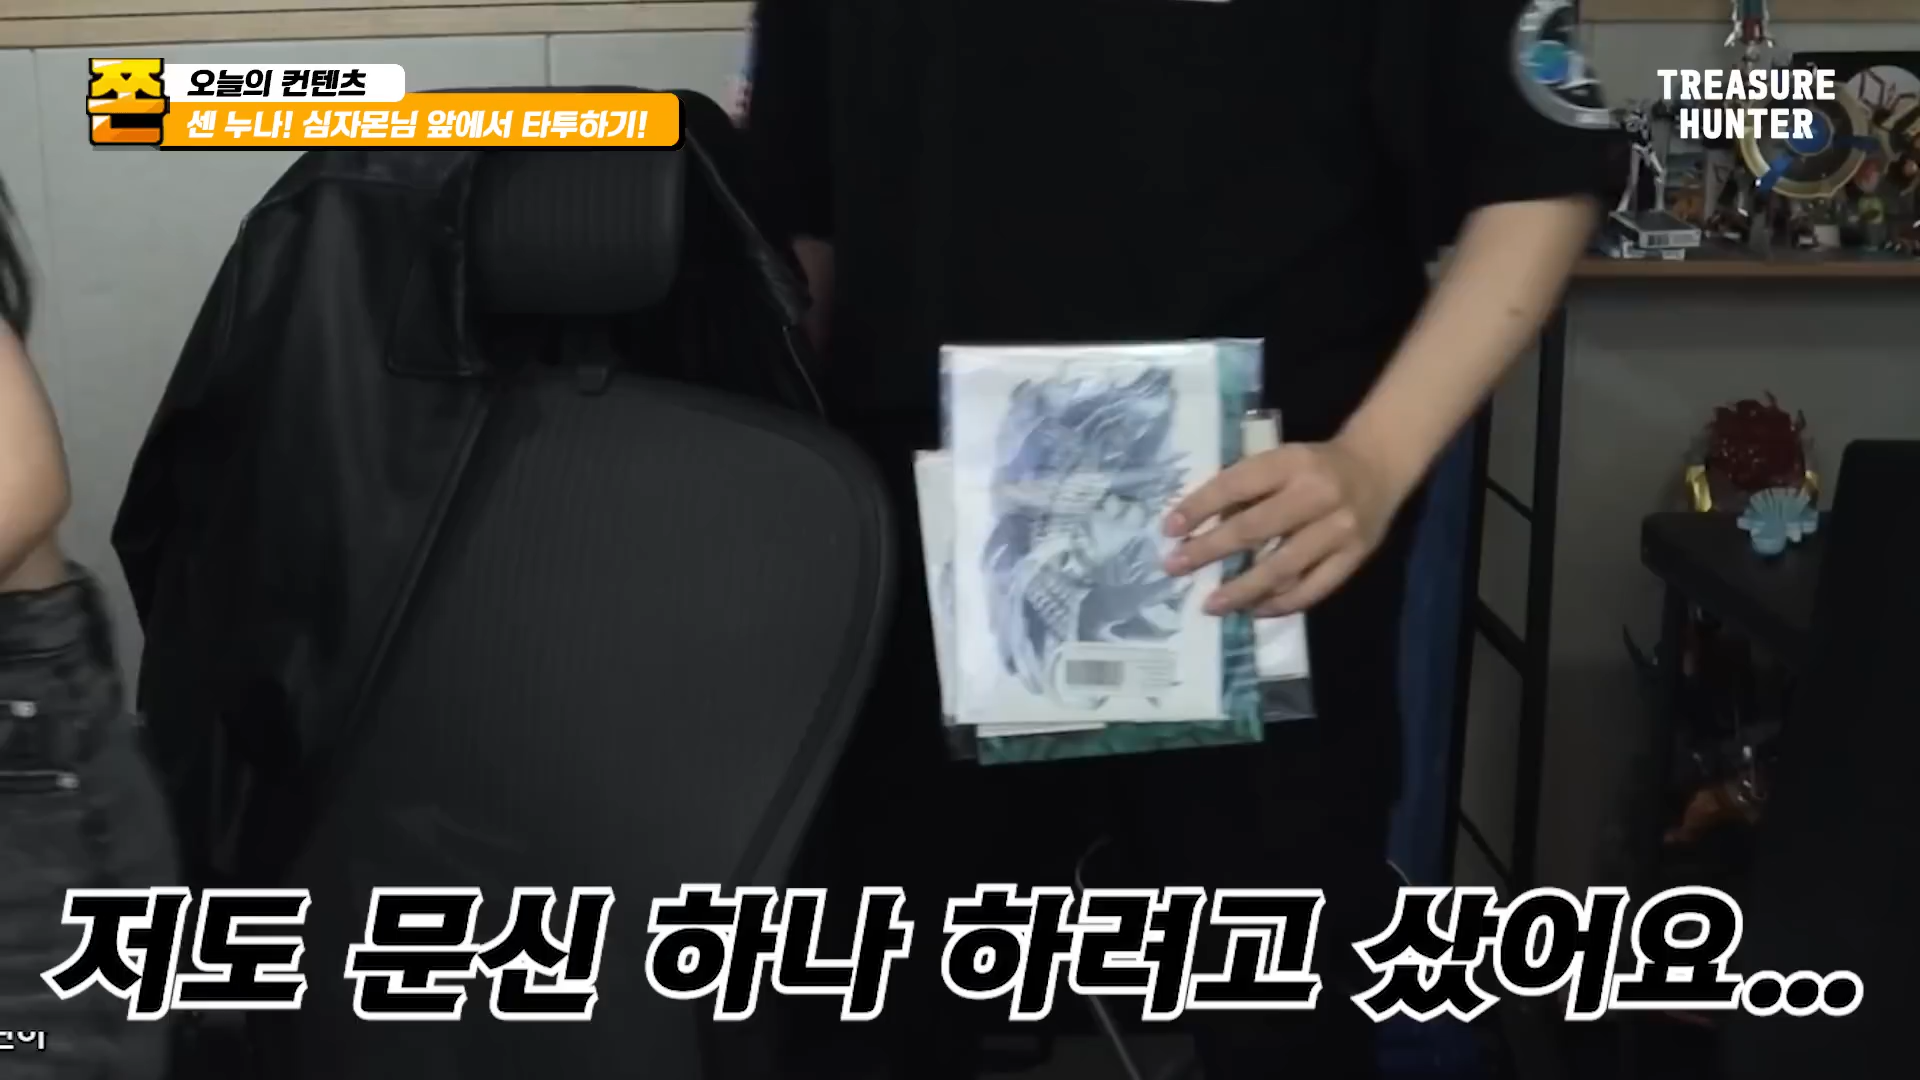 쫀
오늘의 컨텐츠
센 누나! 심자몬님 앞에서 타투하기!
TREASURE
HUNTER
저도 문신 하나 하려고 샀어요...